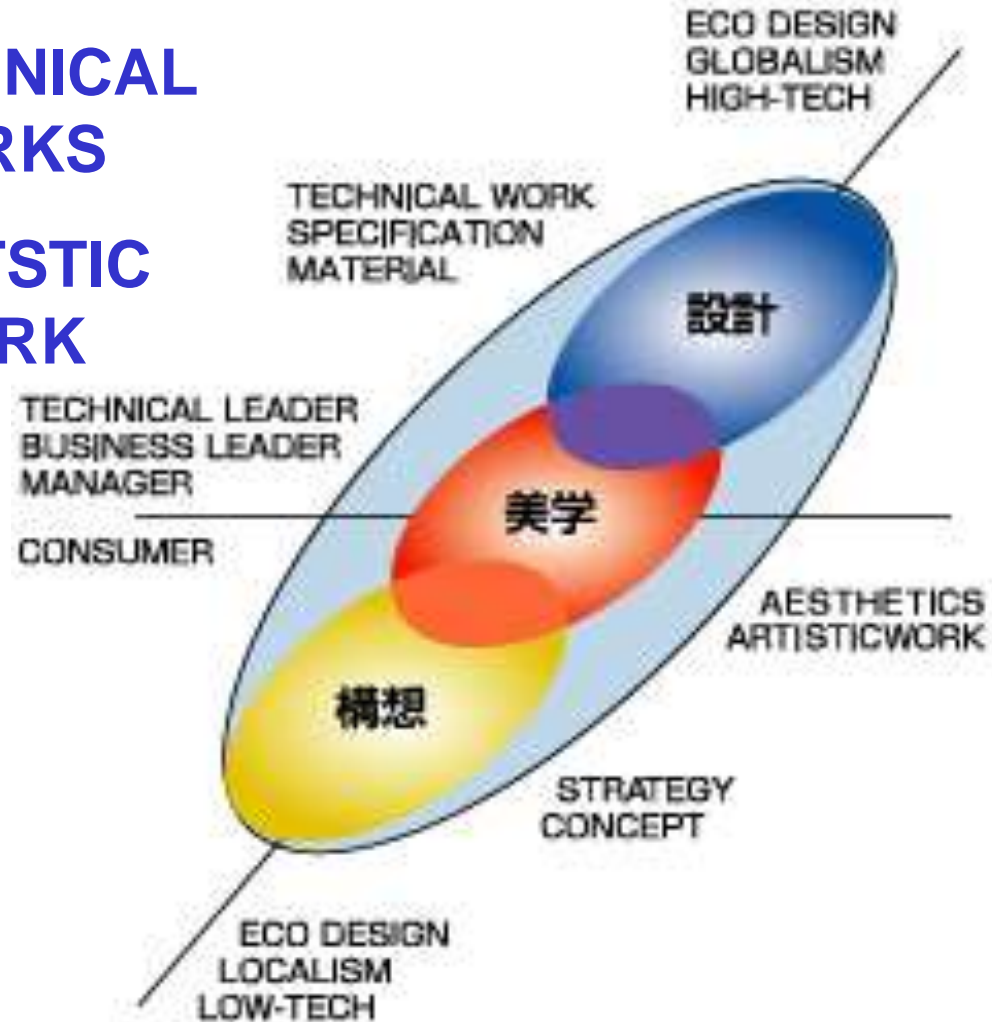 ECO DESIGN
GLOBALISM
HIGH-TECH
NICAL
RKS
TSTIC
RK
TECHNICAL WORK
SPECIFICATION
MATERIAL
設計
TECHNICAL LEADER
BUSINESS LEADER
MANAGER
美学
CONSUMER
AESTHETICS
ARTISTICWORK
構想
STRATEGY
CONCEPT
ECO DESIGN
LOCALISM
LOW-TECH